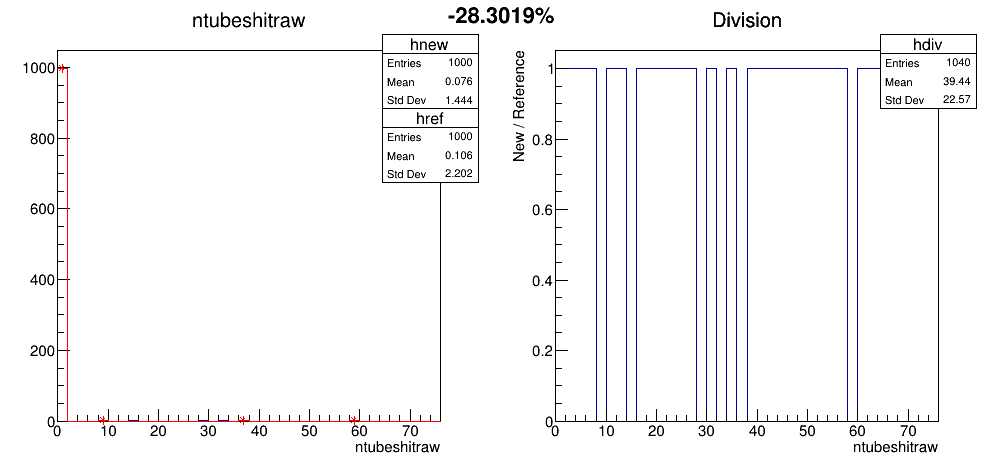 -28.3019%
ntubeshitraw
hnew
Entries 1000
Mean 0.076
Std Dev 1.444
href
Entries 1000
Mean 0.106
Std Dev 2.202
1000
800
600
400
200
0
0 10 20 30 40 50 60 70
ntubeshitraw
Division
hdiv
Entries 1040
Mean 39.44
Std Dev 22.57
New / Reference
1
0.8
0.6
0.4
0.2
0
0 10 20 30 40 50 60 70
ntubeshitraw